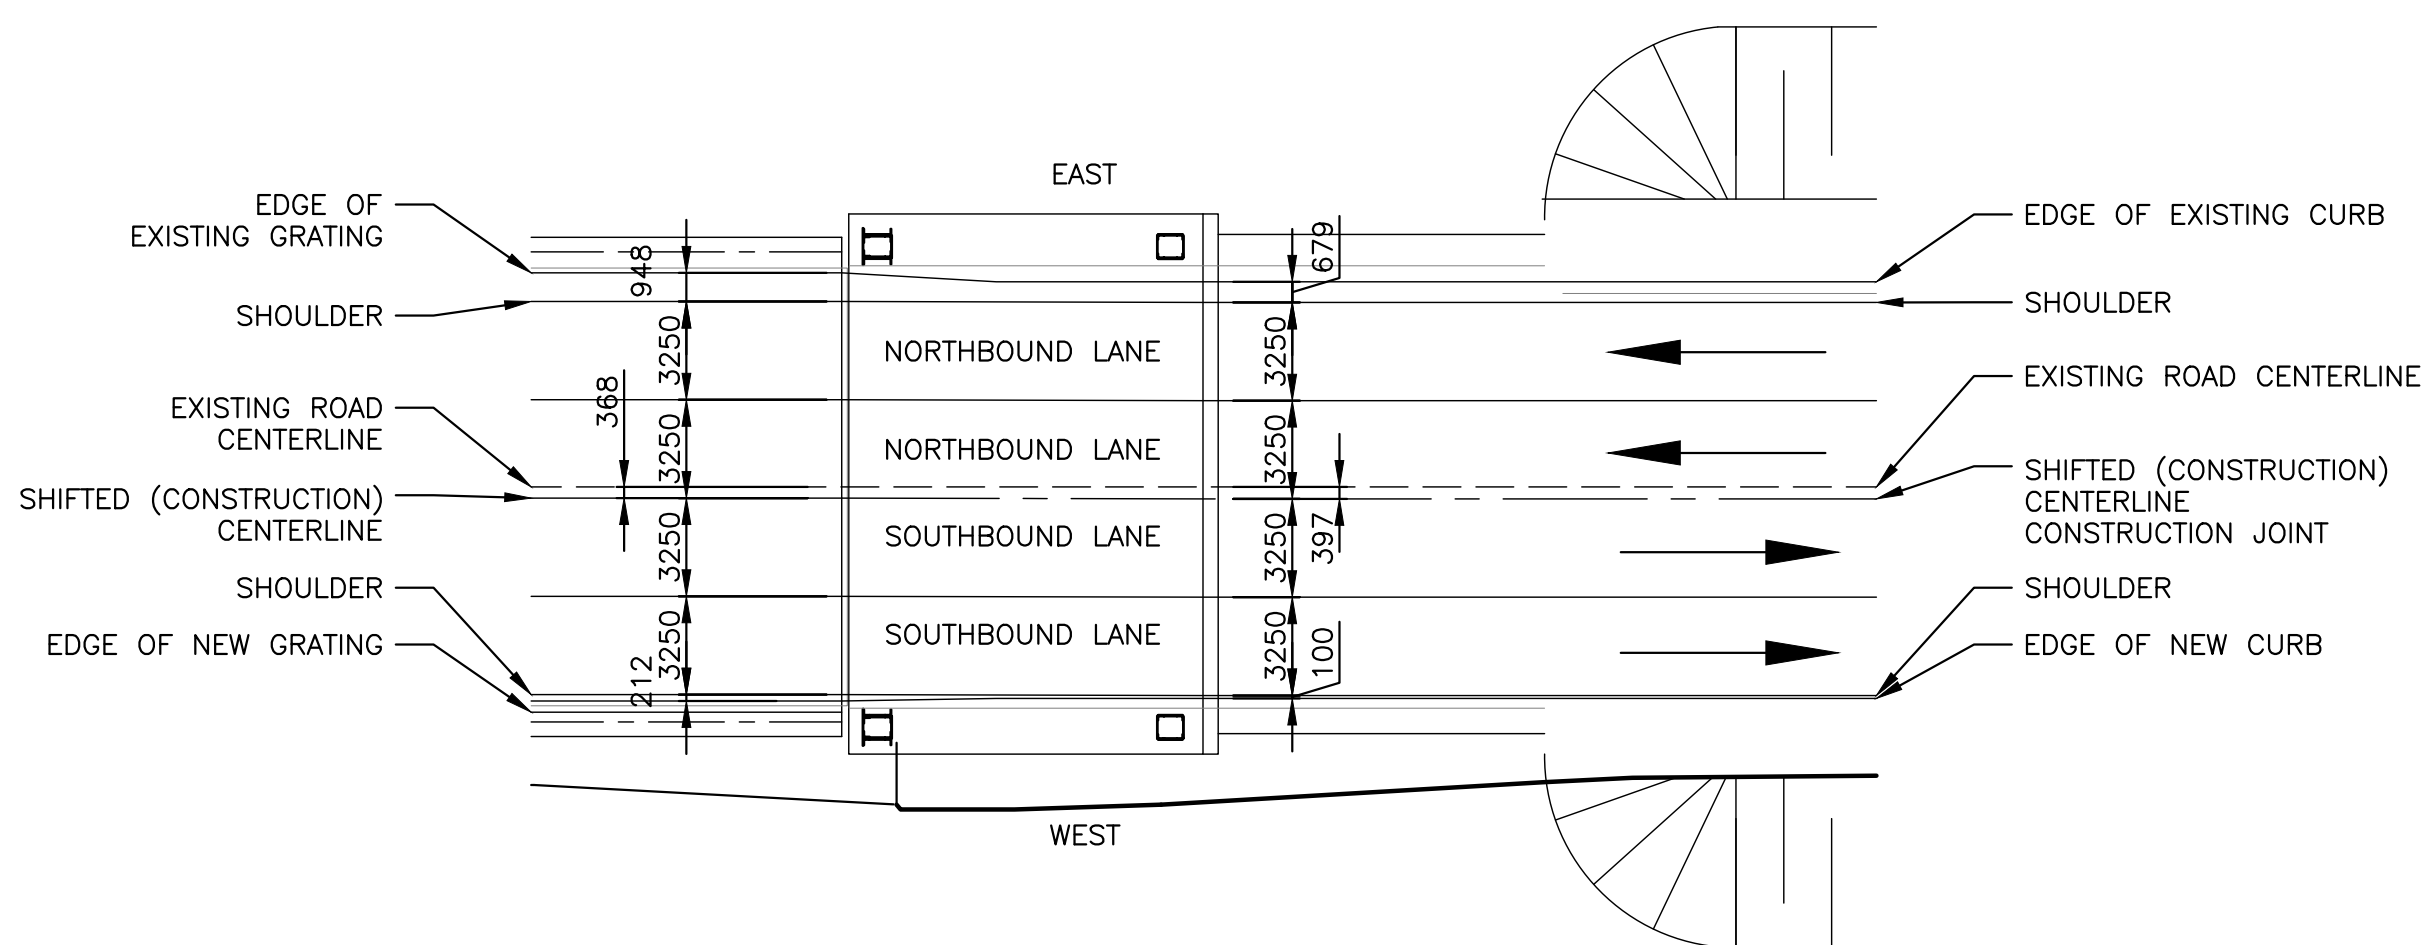 EAST
EDGE OF
EXISTING GRATING
SHOULDER
EXISTING ROAD
CENTERLINE
SHIFTED (CONSTRUCTION)
CENTERLINE
SHOULDER
EDGE OF NEW GRATING
948
3250
368
3250
3250
3250
212
NORTHBOUND LANE
NORTHBOUND LANE
SOUTHBOUND LANE
SOUTHBOUND LANE
679
3250
3250
397
3250
3250
100
EDGE OF EXISTING CURB
SHOULDER
EXISTING ROAD CENTERLINE
SHIFTED (CONSTRUCTION)
CENTERLINE
CONSTRUCTION JOINT
SHOULDER
EDGE OF NEW CURB
WEST